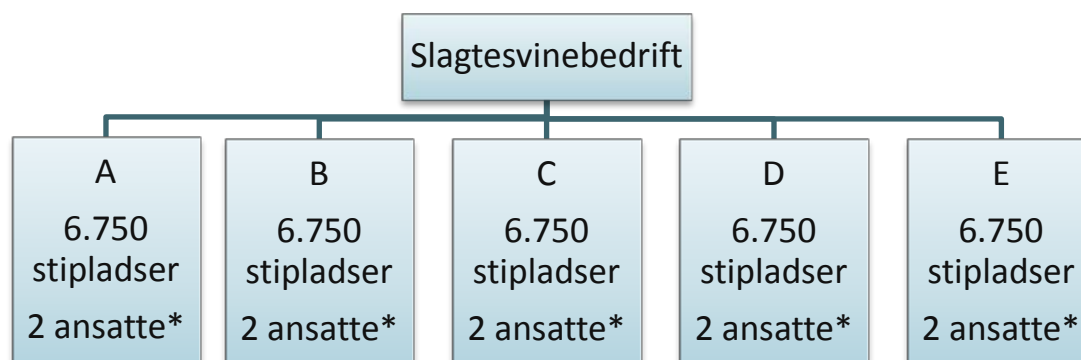 Slagtesvinebedrift
A
6.750
stipladser
2 ansatte*
B
6.750
stipladser
2 ansatte*
C
6.750
stipladser
2 ansatte*
D
6.750
stipladser
2 ansatte*
E
6.750
stipladser
2 ansatte*